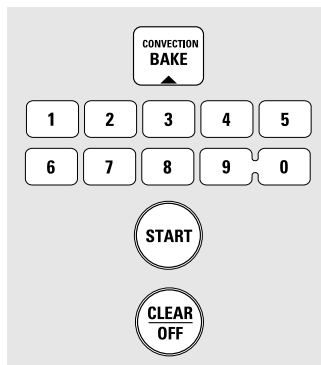 CONVECTION
BAKE
1 2 3 4 5
6 7 8 9 0
START
CLEAR
OFF